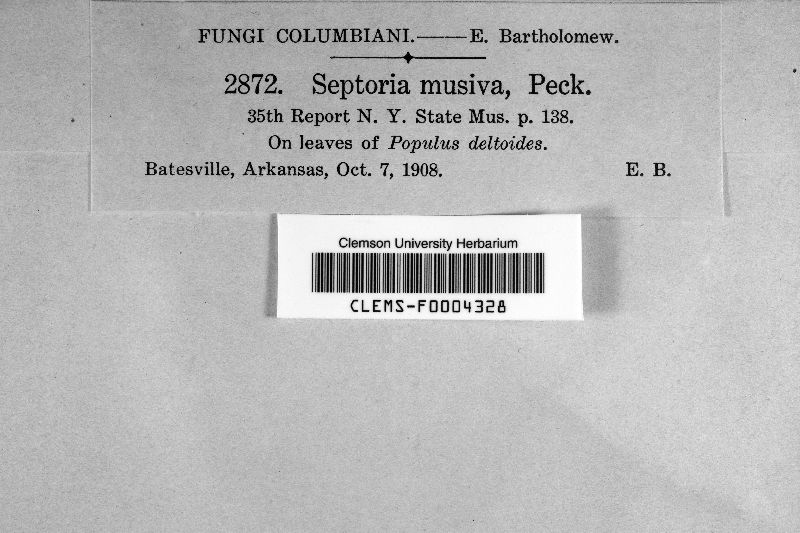 FUNGI COLUMBIANI.——E. Bartholomew.
2872. Septoria musiva, Peck.
35th Report N. Y. State Mus. p. 138.
On leaves of Populus deltoides.
Batesville, Arkansas, Oct. 7, 1908. E. B.
Clemson University Herbarium
CLEMS-F0004328